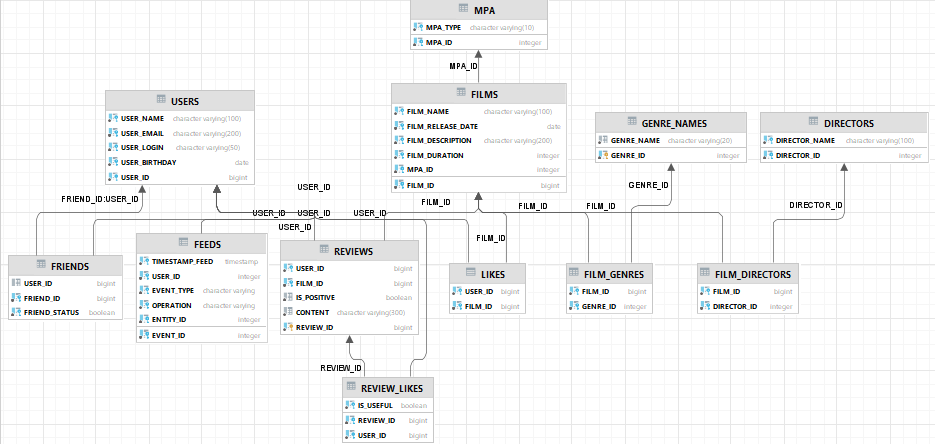 MPA
MPA_TYPE character varying(10)
MPA_ID integer
MPA_ID
FILMS
FILM_NAME character varying(100)
FILM_RELEASE_DATE date
FILM_DESCRIPTION character varying(200)
FILM_DURATION integer
MPA_ID integer
FILM_ID bigint
USERS
USER_NAME character varying(100)
USER_EMAIL character varying(200)
USER_LOGIN character varying(50)
USER_BIRTHDAY date
USER_ID bigint
GENRE_NAMES
GENRE_NAME character varying(20)
GENRE_ID integer
DIRECTORS
DIRECTOR_NAME character varying(100)
DIRECTOR_ID integer
FRIEND_ID:USER_ID
USER_ID
GENRE_ID
FILM_ID
FILM_ID
FILM_ID
DIRECTOR_ID
USER_ID
USER_ID
USER_ID
USER_ID
FILM_ID
FRIENDS
USER_ID bigint
FRIEND_ID bigint
FRIEND_STATUS boolean
FEEDS
TIMESTAMP_FEED timestamp
USER_ID integer
EVENT_TYPE character varying
OPERATION character varying
ENTITY_ID integer
EVENT_ID integer
REVIEWS
USER_ID bigint
FILM_ID bigint
IS_POSITIVE boolean
CONTENT character varying(300)
REVIEW_ID bigint
LIKES
USER_ID bigint
FILM_ID bigint
FILM_GENRES
FILM_ID bigint
GENRE_ID integer
FILM_DIRECTORS
FILM_ID bigint
DIRECTOR_ID integer
REVIEW_ID
REVIEW_LIKES
IS_USEFUL boolean
REVIEW_ID bigint
USER_ID bigint